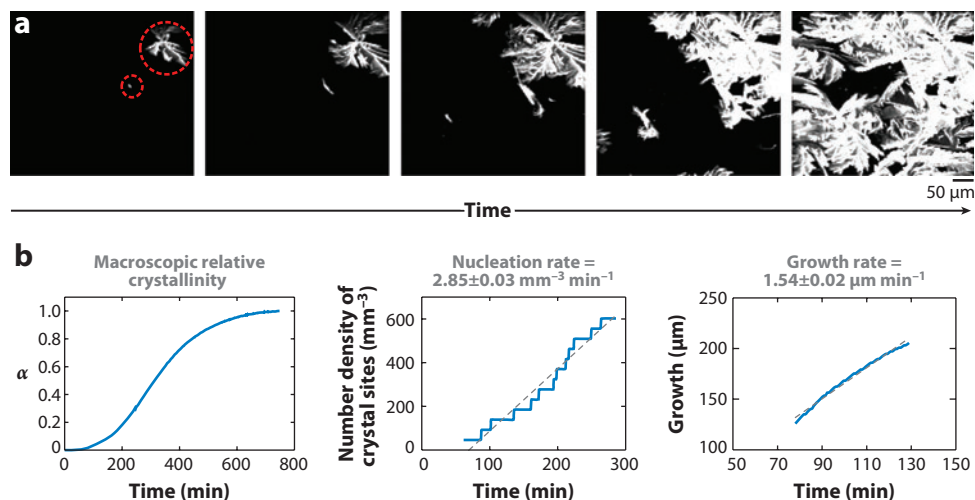 a
50 μm
Time
b
Macroscopic relative
crystallinity
α
1.0
0.8
0.6
0.4
0.2
0
0
200
400
600
800
Time (min)
Nucleation rate =
2.85±0.03 mm⁻³ min⁻¹
Number density of
crystal sites (mm⁻³)
600
400
200
0
0
100
200
300
Time (min)
Growth rate =
1.54±0.02 μm min⁻¹
Growth (μm)
250
200
150
100
50
70
90
110
130
150
Time (min)